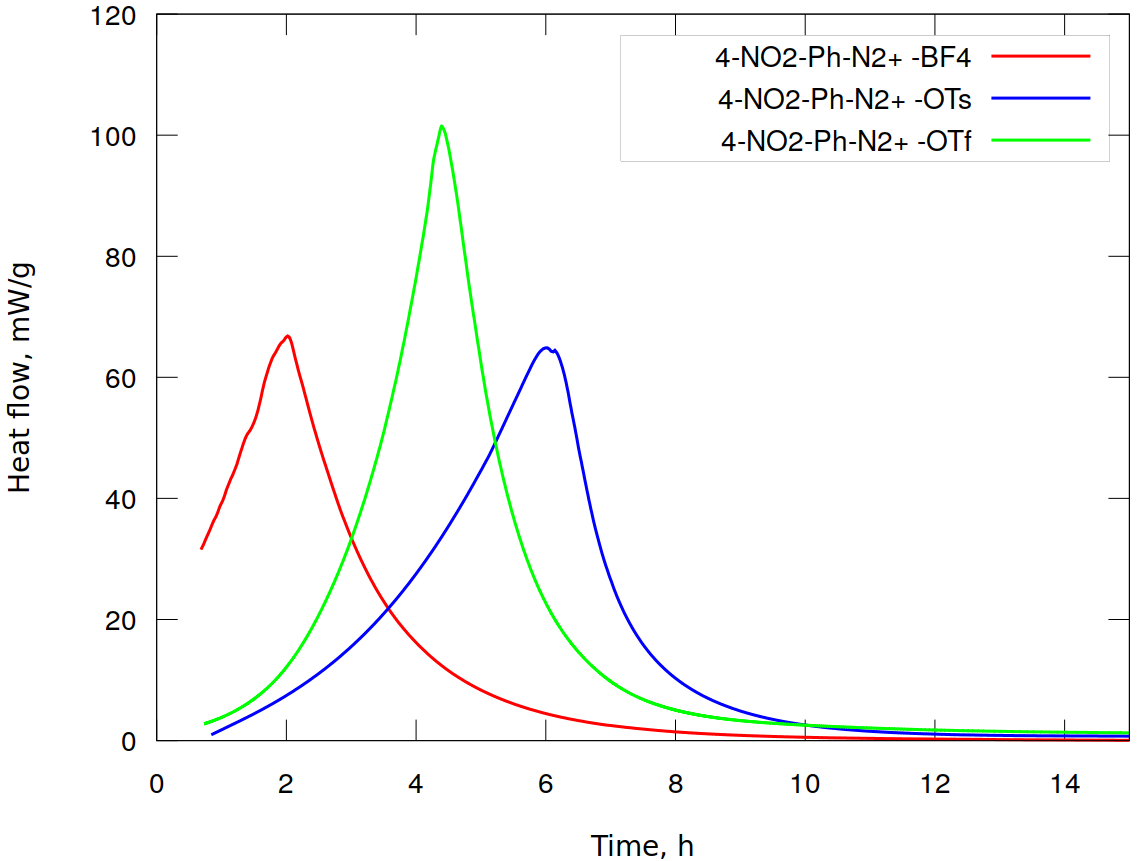 120
100
80
60
40
20
0
Heat flow, mW/g
4-NO2-Ph-N2+ -BF4
4-NO2-Ph-N2+ -OTs
4-NO2-Ph-N2+ -OTf
0 2 4 6 8 10 12 14
Time, h